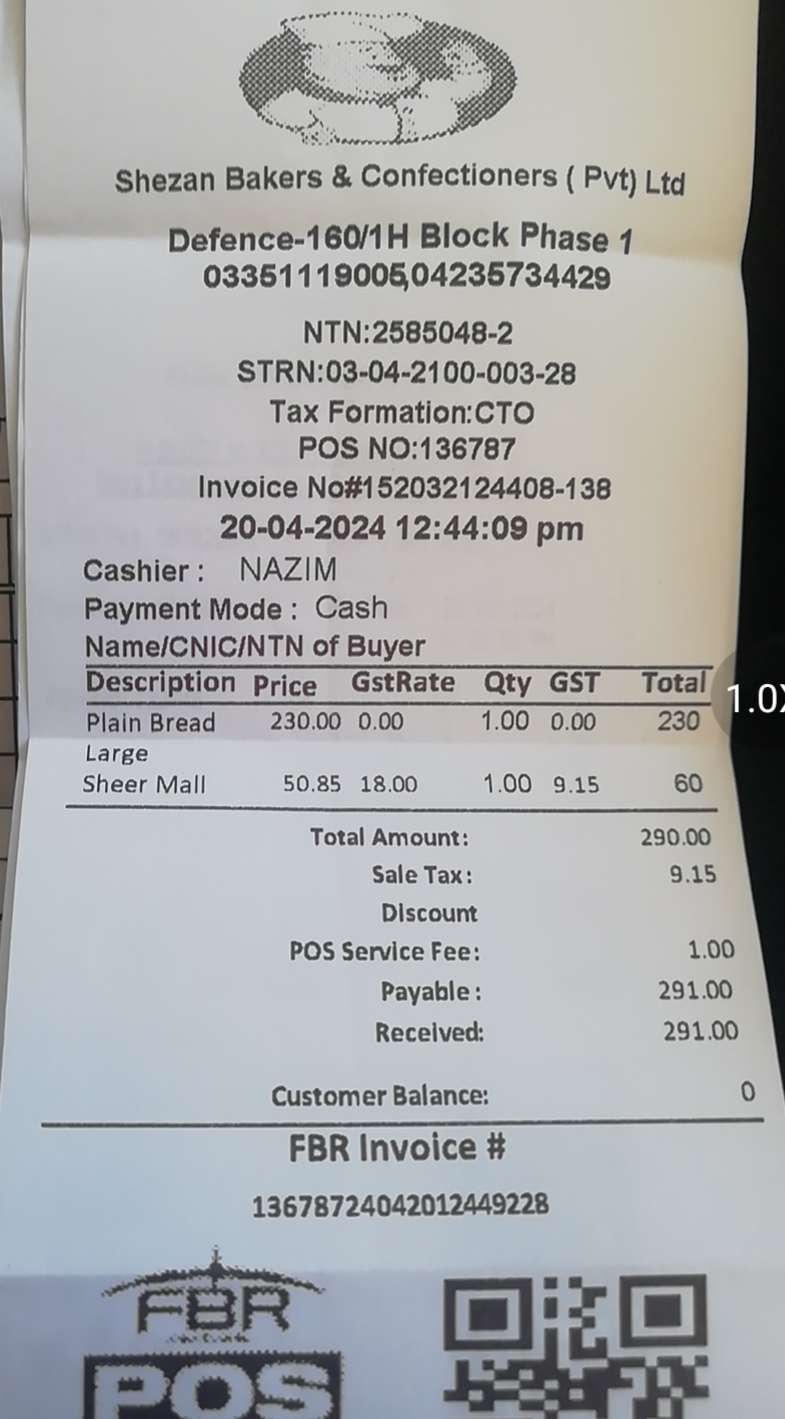 Shezan Bakers & Confectioners ( Pvt) Ltd
Defence-160/1H Block Phase 1
03351119005,04235734429
NTN:2585048-2
STRN:03-04-2100-003-28
Tax Formation:CTO
POS NO:136787
Invoice No#152032124408-138
20-04-2024 12:44:09 pm
Cashier : NAZIM
Payment Mode : Cash
Name/CNIC/NTN of Buyer
Description Price GstRate Qty GST Total
1.0X
Plain Bread 230.00 0.00 1.00 0.00 230
Large
Sheer Mall 50.85 18.00 1.00 9.15 60
Total Amount: 290.00
Sale Tax: 9.15
Discount
POS Service Fee: 1.00
Payable : 291.00
Received: 291.00
Customer Balance: 0
FBR Invoice #
13678724042012449228
FBR
POS